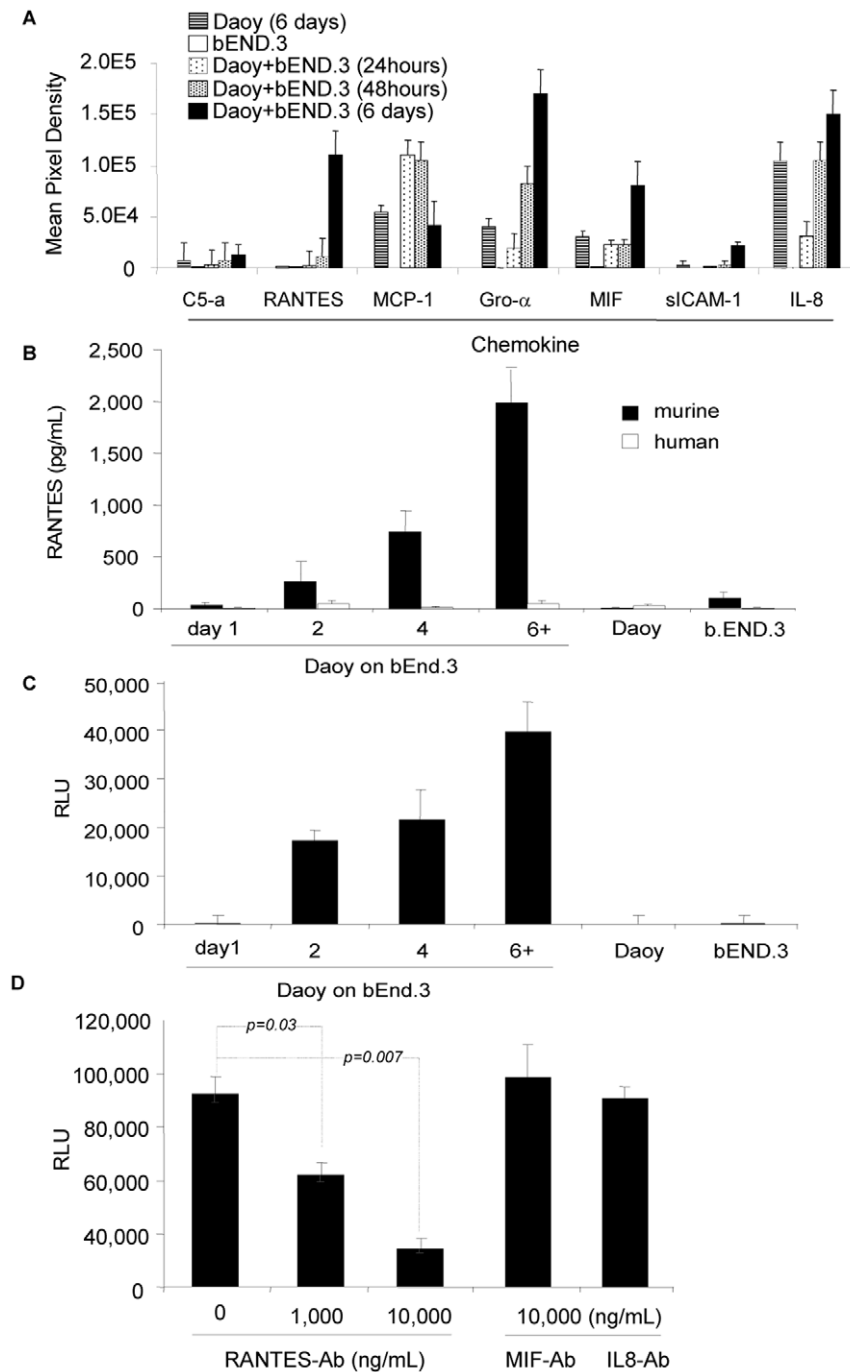 A
Daoy (6 days)
bEND.3
Daoy+bEND.3 (24hours)
Daoy+bEND.3 (48hours)
Daoy+bEND.3 (6 days)
Mean Pixel Density
2.0E5
1.5E5
1.0E5
5.0E4
0
C5-a RANTES MCP-1 Gro-α MIF sICAM-1 IL-8
Chemokine
B
RANTES (pg/mL)
2,500
2,000
1,500
1,000
500
0
murine
human
day 1 2 4 6+ Daoy b.END.3
Daoy on bEnd.3
C
RLU
50,000
40,000
30,000
20,000
10,000
0
day1 2 4 6+ Daoy bEND.3
Daoy on bEnd.3
D
RLU
120,000
100,000
80,000
60,000
40,000
0
p=0.03
p=0.007
0 1,000 10,000 10,000 (ng/mL)
RANTES-Ab (ng/mL) MIF-Ab IL8-Ab